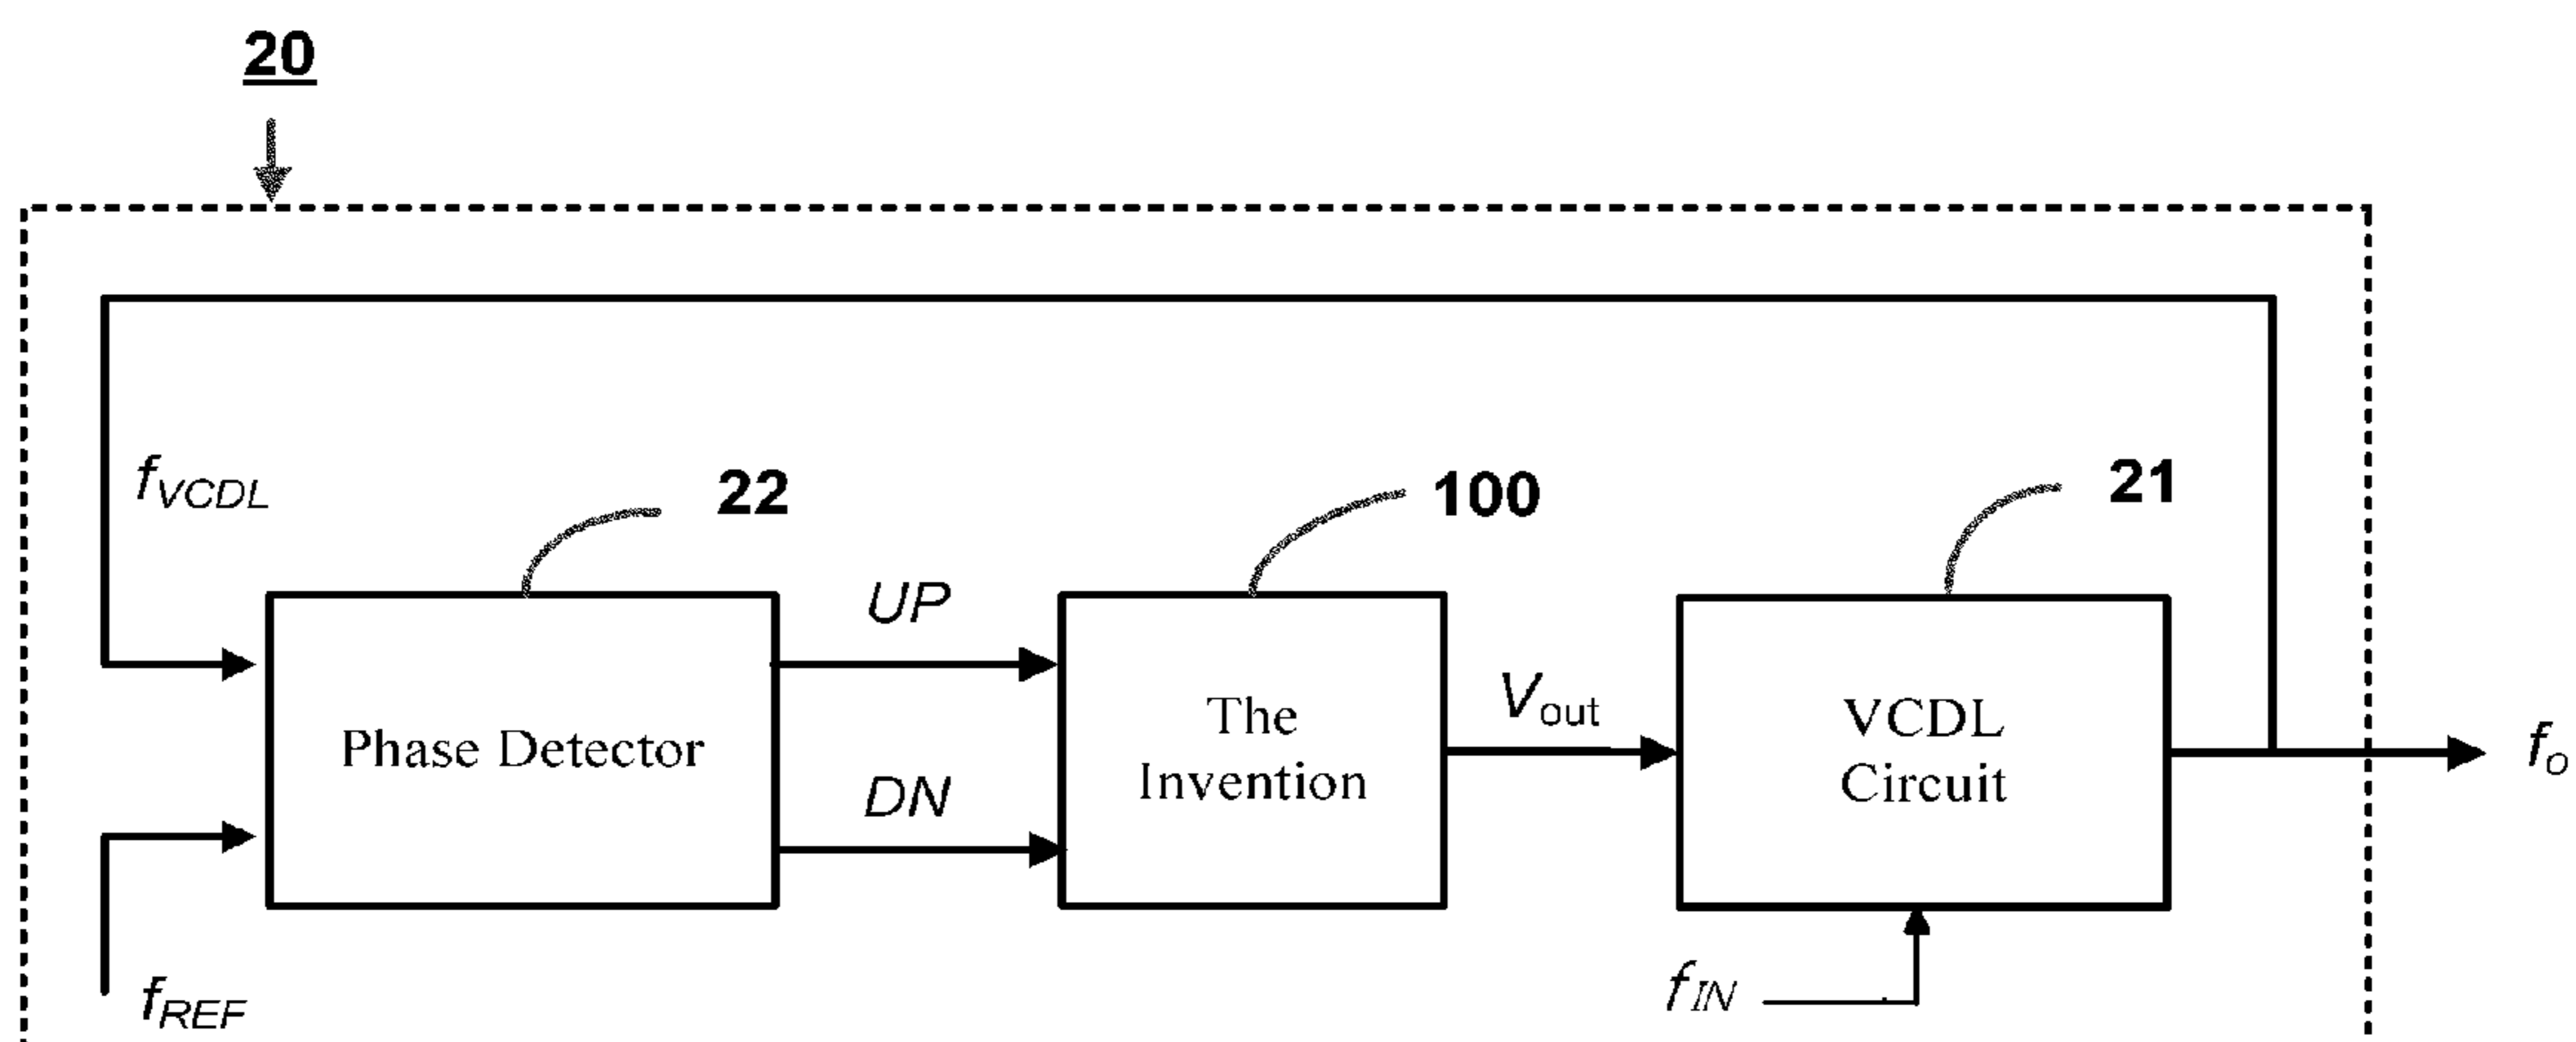 20
f_VCDL
22
100
21
UP
DN
Phase Detector
The
Invention
V_out
VCDL
Circuit
f_o
f_REF
f_IN